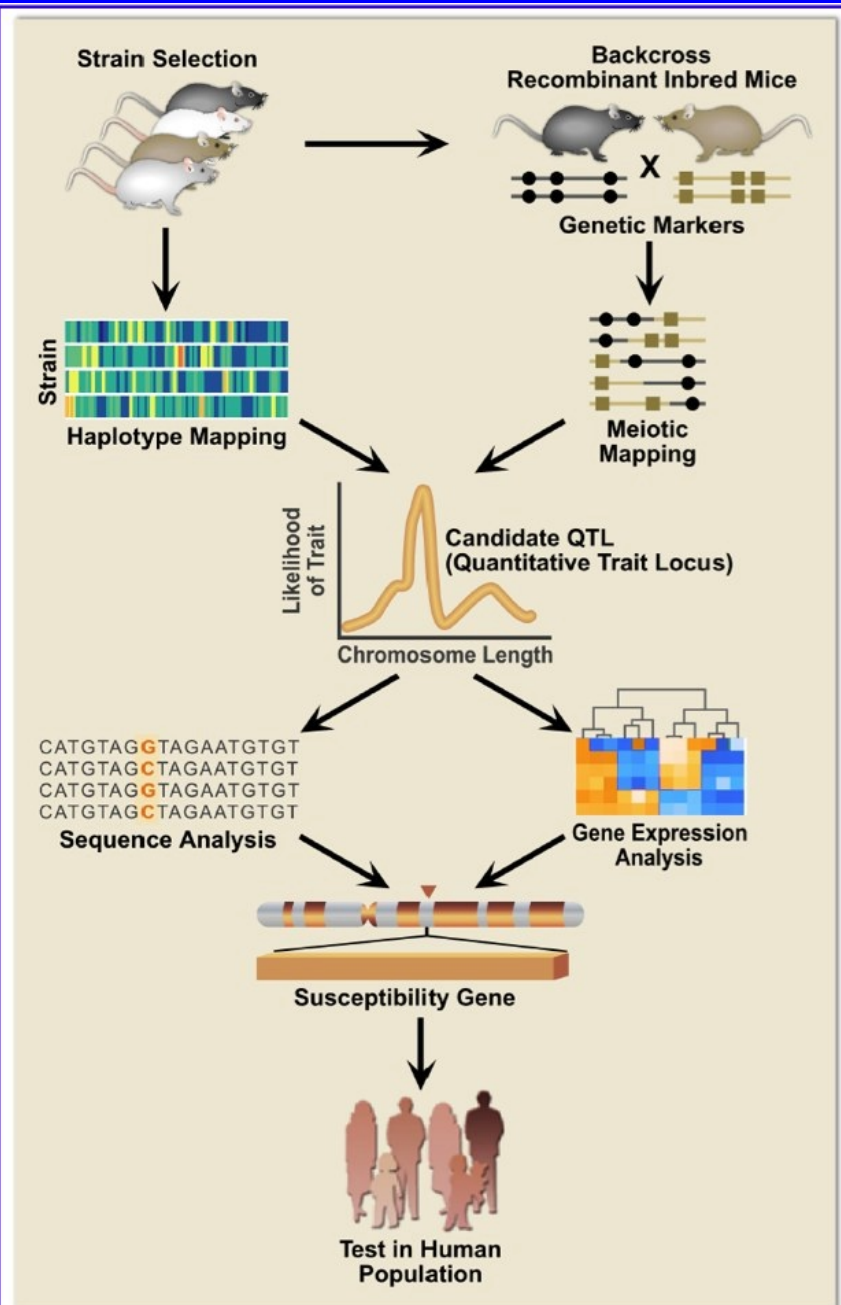 Strain Selection
Backcross
Recombinant Inbred Mice
X
Genetic Markers
Strain
Haplotype Mapping
Meiotic
Mapping
Likelihood
of Trait
Candidate QTL
(Quantitative Trait Locus)
Chromosome Length
CATGTAGGTAGAATGTGT
CATGTAGCTAGAATGTGT
CATGTAGGTAGAATGTGT
CATGTAGCTAGAATGTGT
Sequence Analysis
Gene Expression
Analysis
Susceptibility Gene
Test in Human
Population